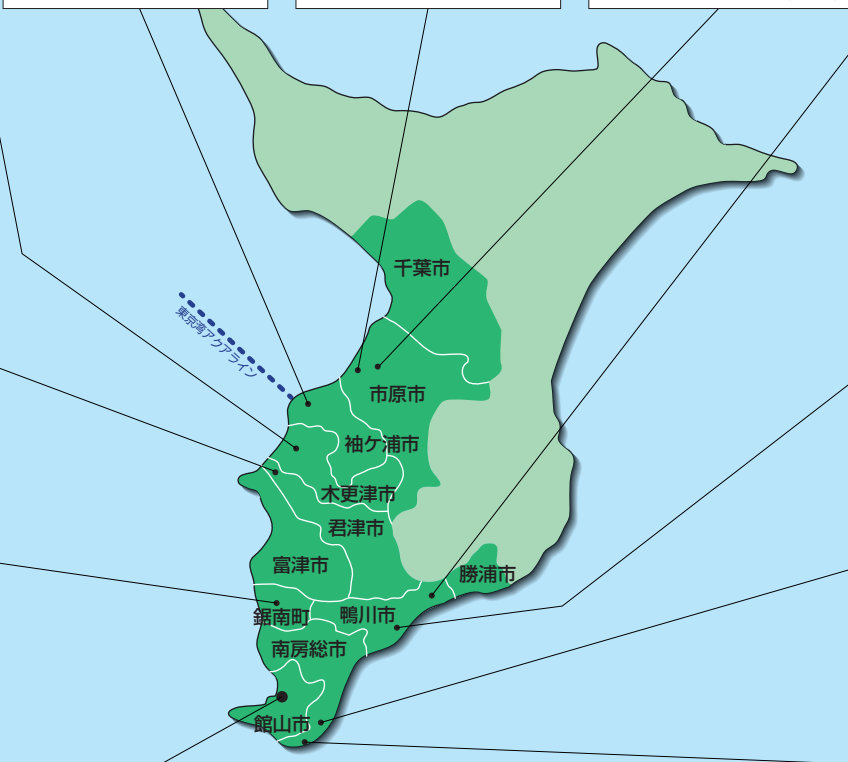 千葉市
東京湾アクアライン
市原市
袖ケ浦市
木更津市
君津市
富津市
勝浦市
鋸南町
鴨川市
南房総市
館山市